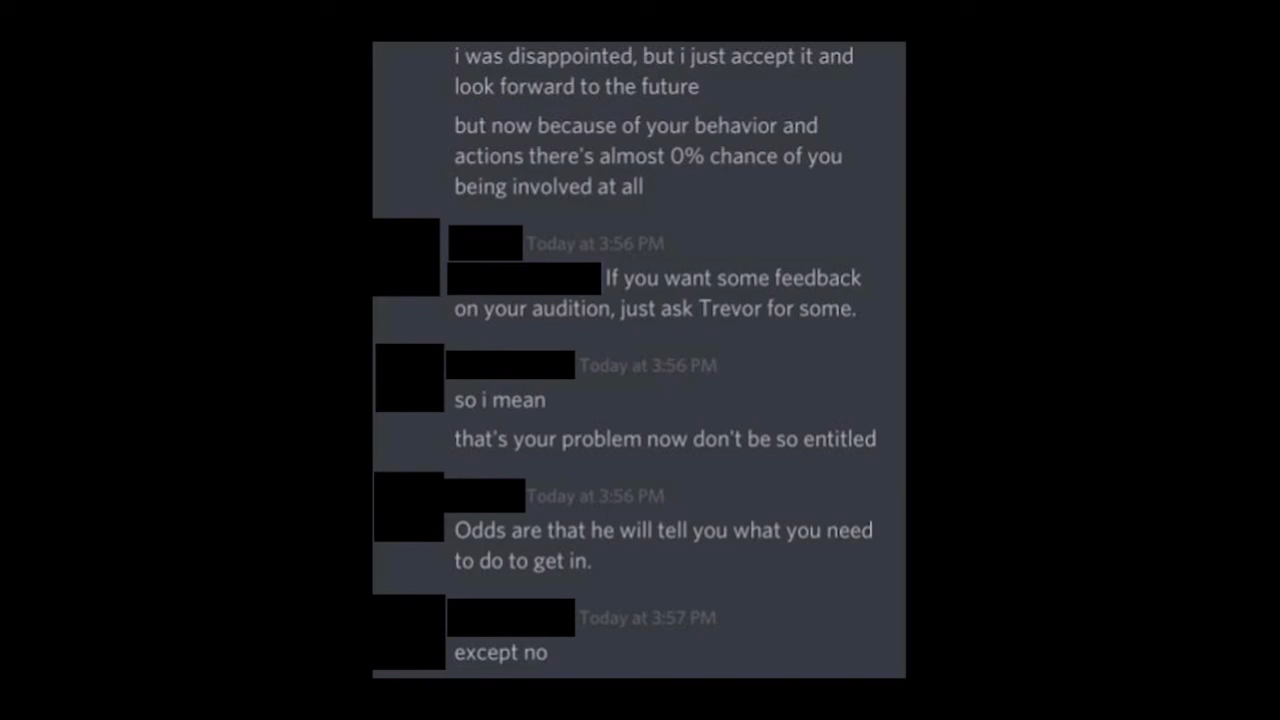 i was disappointed, but i just accept it and
look forward to the future
but now because of your behavior and
actions there's almost 0% chance of you
being involved at all
Today at 3:56 PM
If you want some feedback
on your audition, just ask Trevor for some.
Today at 3:56 PM
so i mean
that's your problem now don't be so entitled
Today at 3:56 PM
Odds are that he will tell you what you need
to do to get in.
Today at 3:57 PM
except no